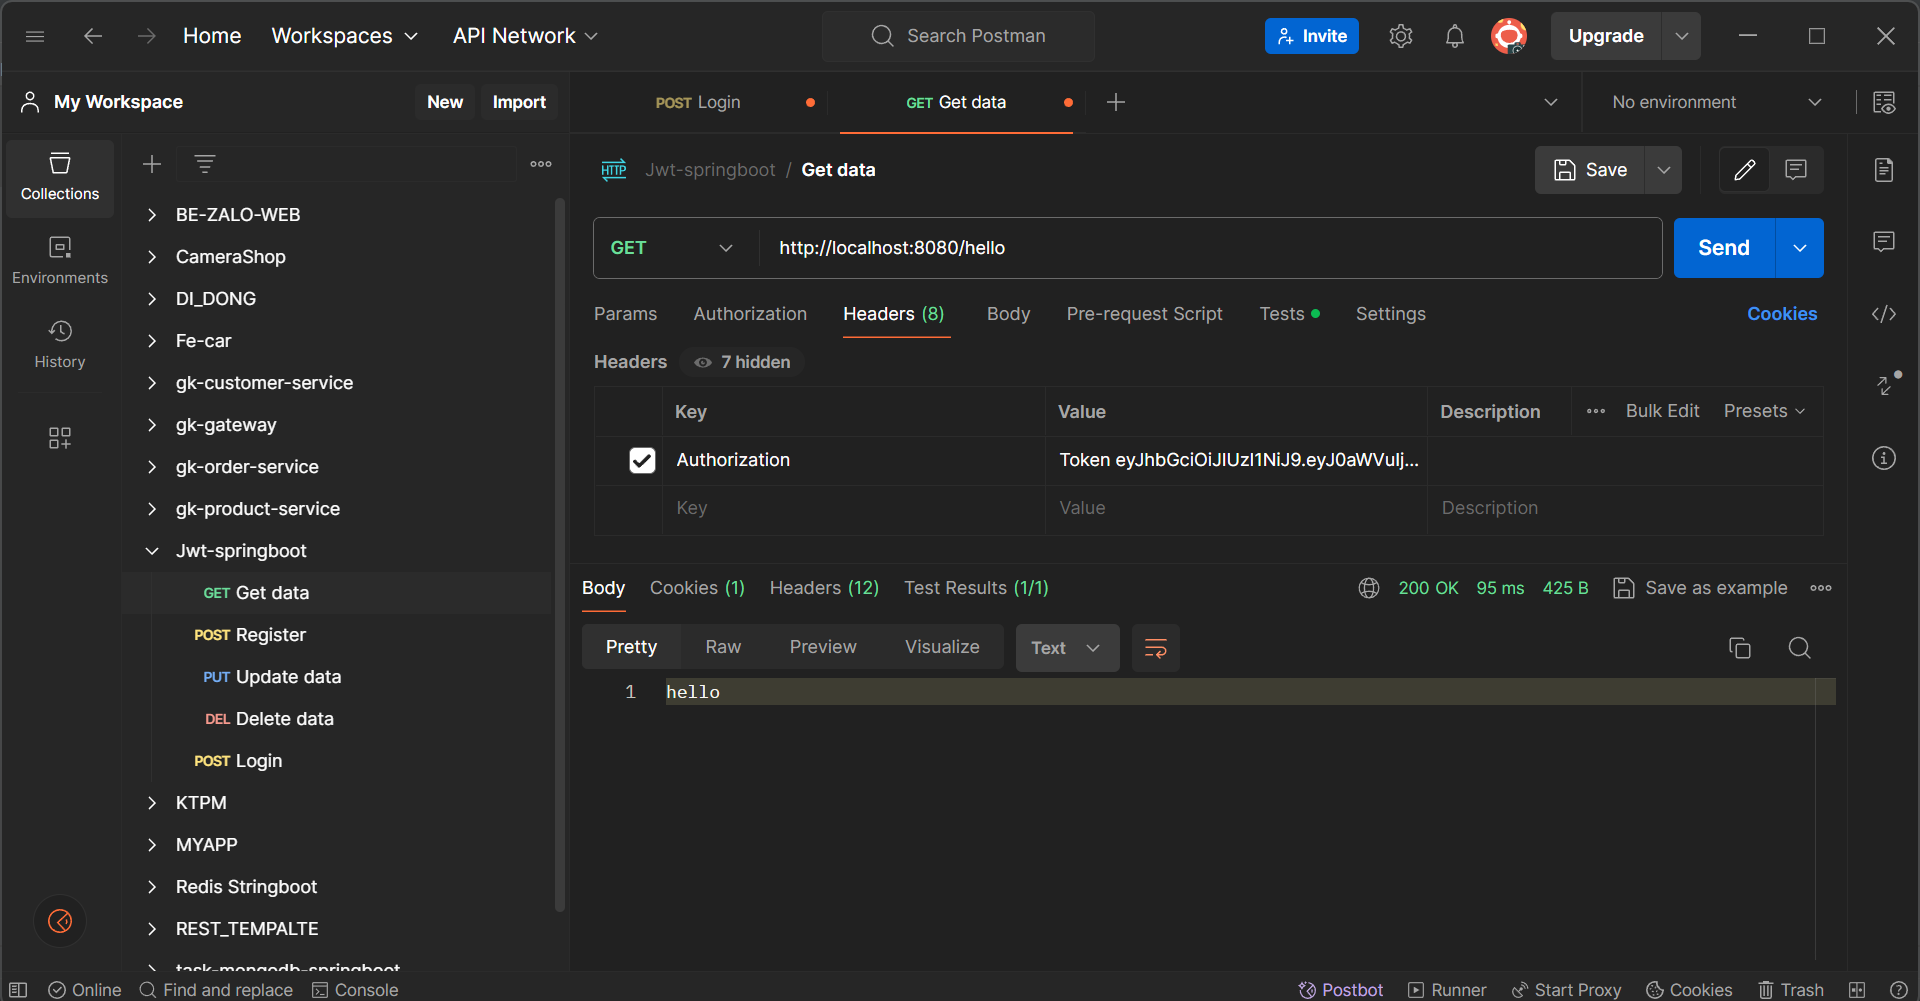 Home Workspaces API Network Search Postman Invite Upgrade
My Workspace New Import POST Login GET Get data No environment
Collections
Environments
History
BE-ZALO-WEB
CameraShop
DI_DONG
Fe-car
gk-customer-service
gk-gateway
gk-order-service
gk-product-service
Jwt-springboot
GET Get data
POST Register
PUT Update data
DEL Delete data
POST Login
KTPM
MYAPP
Redis Stringboot
REST_TEMPALTE
task-mongodb-springboot
HTTP Jwt-springboot / Get data Save
GET http://localhost:8080/hello Send
Params Authorization Headers (8) Body Pre-request Script Tests Settings Cookies
Headers 7 hidden
Key Value Description Bulk Edit Presets
Authorization Token eyJhbGciOiJIUzI1NiJ9.eyJ0aWVuIj...
Key Value Description
Body Cookies (1) Headers (12) Test Results (1/1) 200 OK 95 ms 425 B Save as example
Pretty Raw Preview Visualize Text
1 hello
Online Find and replace Console Postbot Runner Start Proxy Cookies Trash